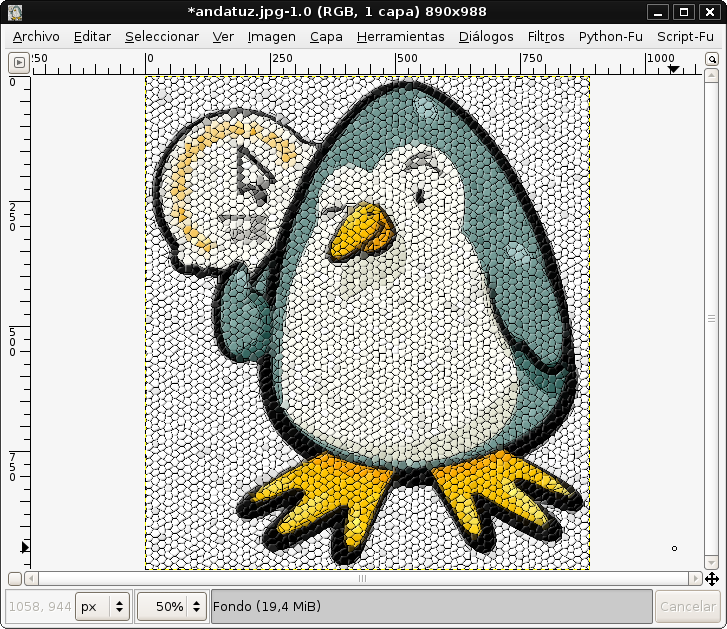 *andatuz.jpg-1.0 (RGB, 1 capa) 890x988
Archivo Editar Seleccionar Ver Imagen Capa Herramientas Diálogos Filtros Python-Fu Script-Fu
250 0 250 500 750 1000
0
250
500
750
1058, 944 px 50% Fondo (19,4 MiB) Cancelar